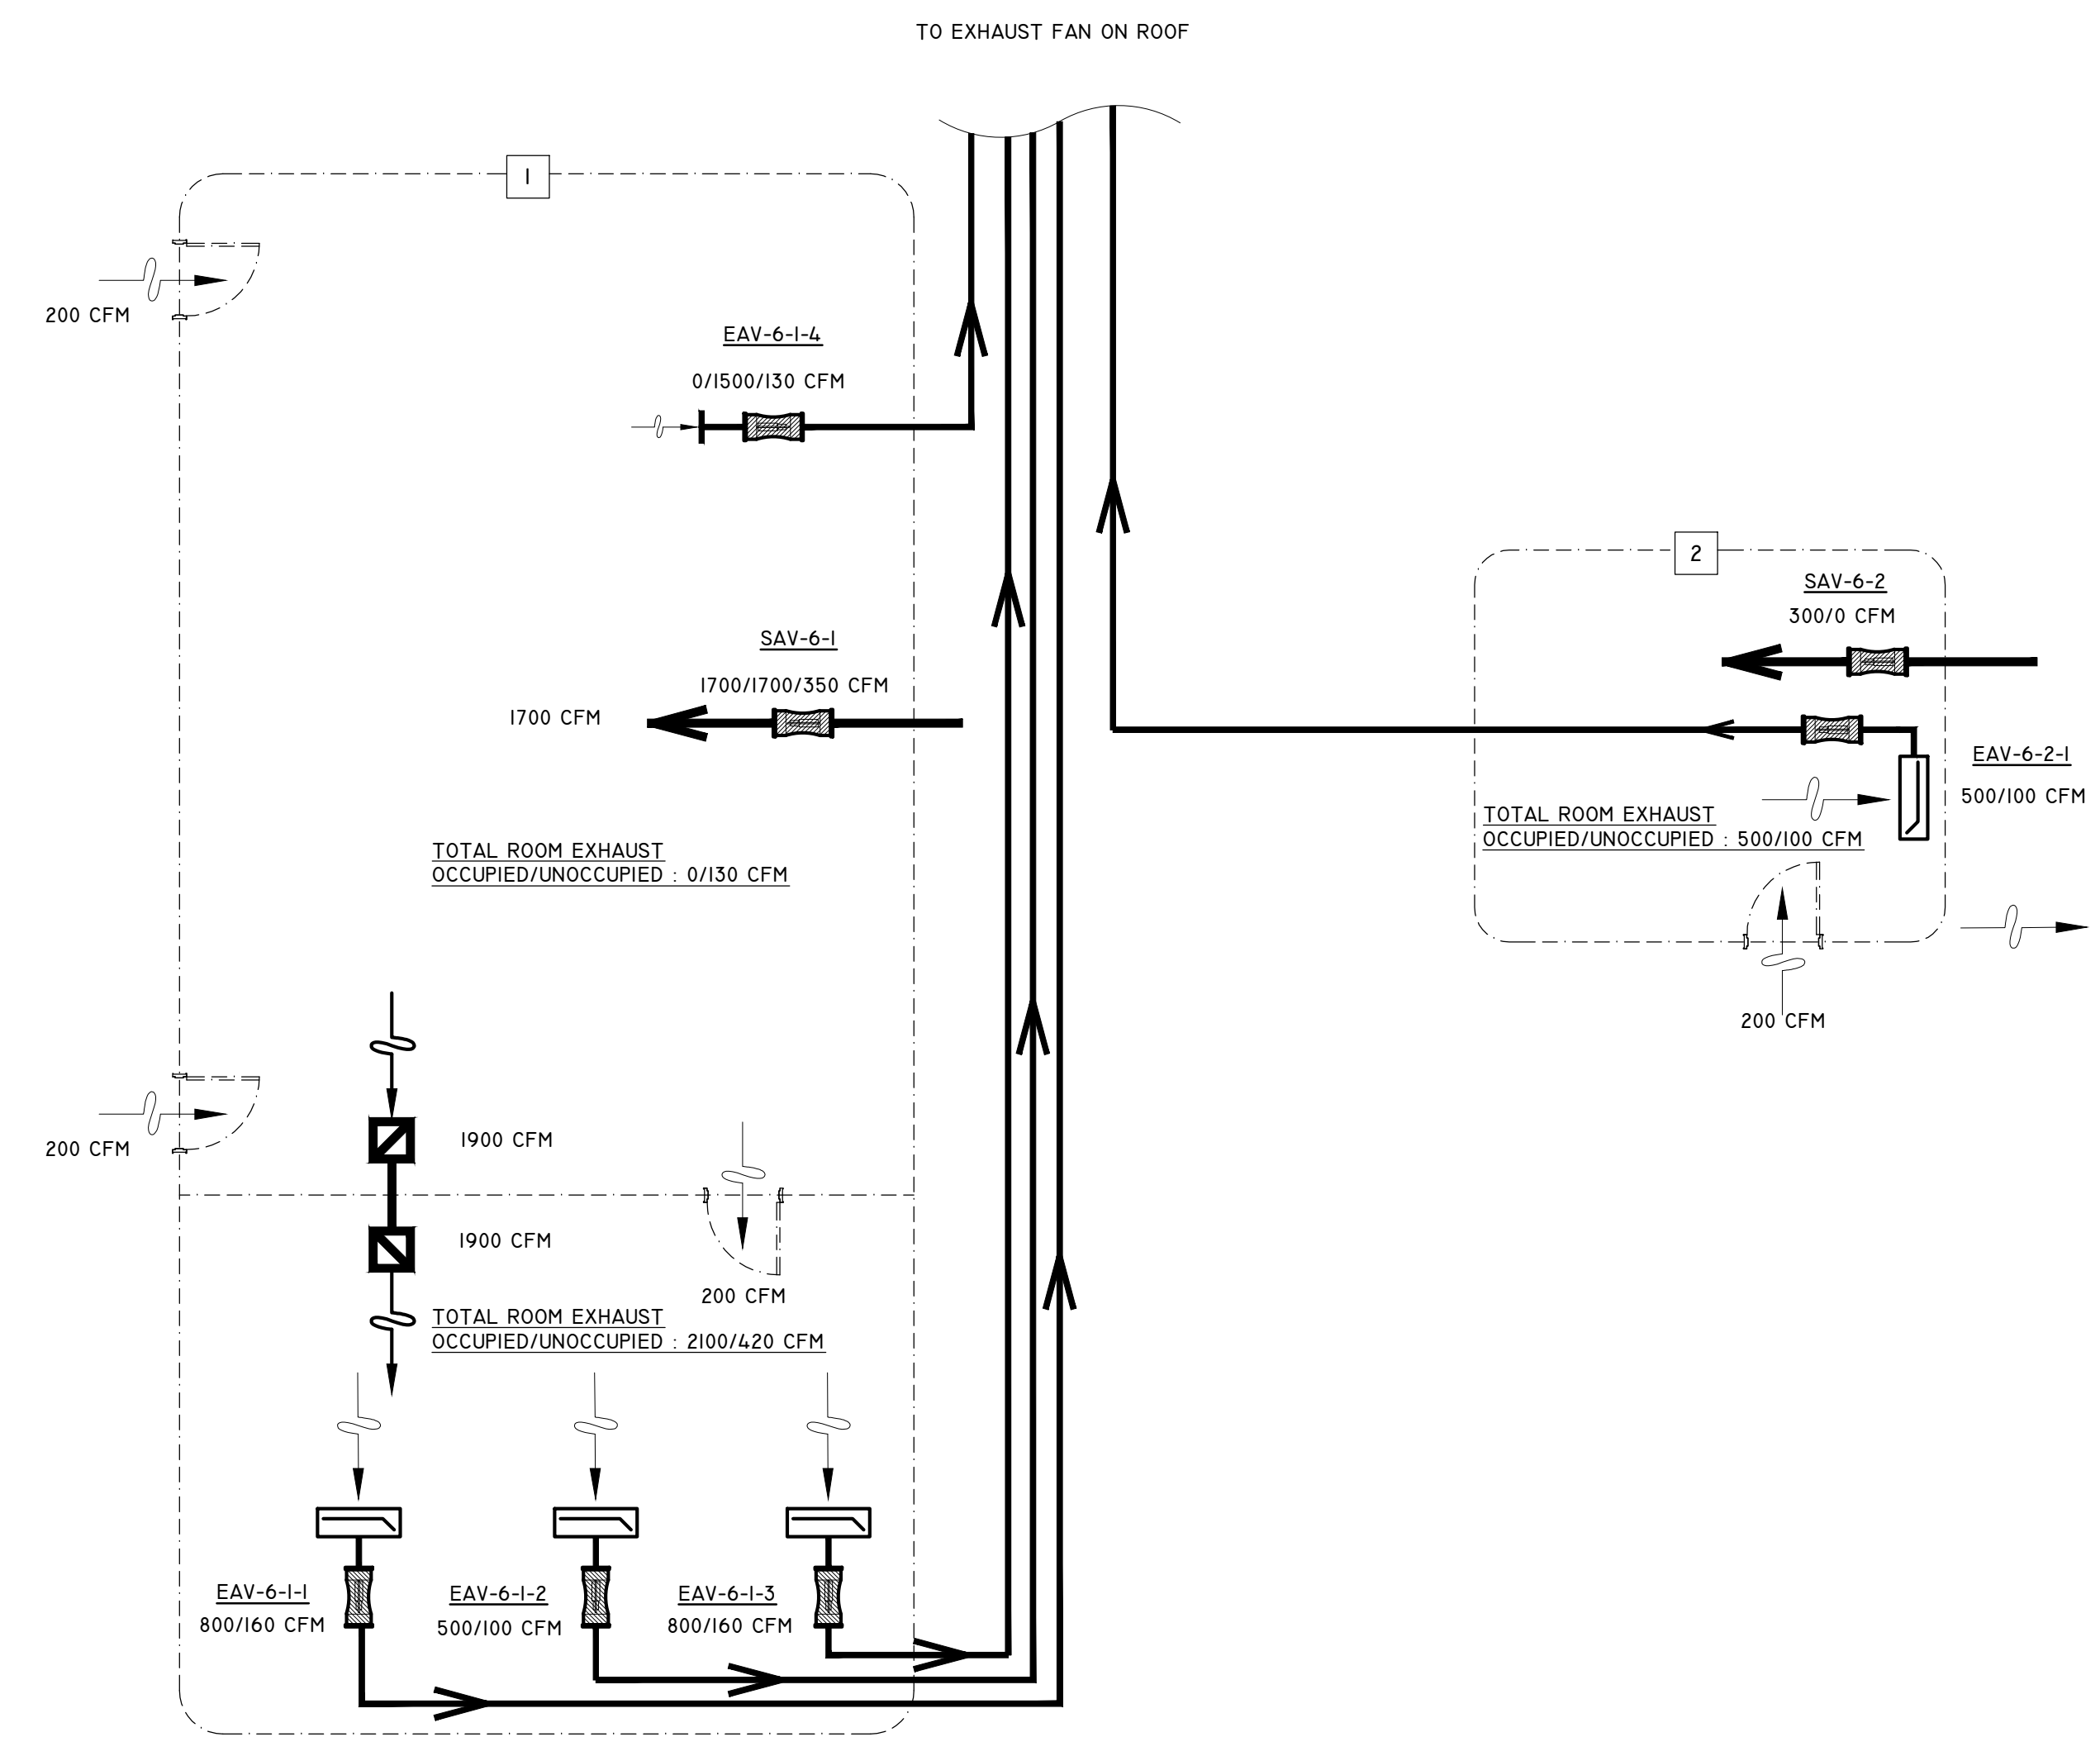 TO EXHAUST FAN ON ROOF
1
200 CFM
EAV-6-1-4
0/1500/130 CFM
SAV-6-1
1700/1700/350 CFM
1700 CFM
TOTAL ROOM EXHAUST
OCCUPIED/UNOCCUPIED : 0/130 CFM
200 CFM
1900 CFM
1900 CFM
200 CFM
TOTAL ROOM EXHAUST
OCCUPIED/UNOCCUPIED : 2100/420 CFM
EAV-6-1-1
800/160 CFM
EAV-6-1-2
500/100 CFM
EAV-6-1-3
800/160 CFM
2
SAV-6-2
300/0 CFM
EAV-6-2-1
500/100 CFM
TOTAL ROOM EXHAUST
OCCUPIED/UNOCCUPIED : 500/100 CFM
200 CFM